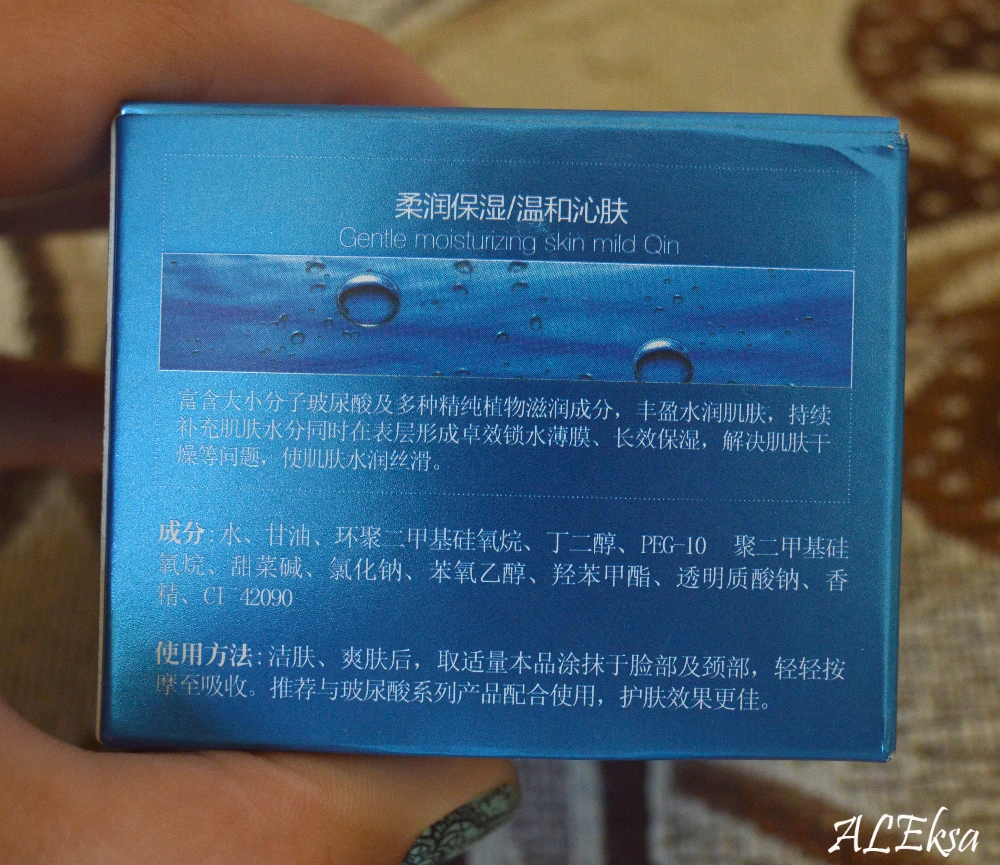 柔润保湿/温和沁肤
Gentle moisturizing skin mild Qin
富含大小分子玻尿酸及多种精纯植物滋润成分，丰盈水润肌肤，持续
补充肌肤水分同时在表层形成卓效锁水薄膜、长效保湿，解决肌肤干
燥等问题，使肌肤水润丝滑。
成分：水、甘油、环聚二甲基硅氧烷、丁二醇、PEG-10 聚二甲基硅
氧烷、甜菜碱、氯化钠、苯氧乙醇、羟苯甲酯、透明质酸钠、香
精、CI 42090
使用方法：洁肤、爽肤后，取适量本品涂抹于脸部及颈部，轻轻按
摩至吸收。推荐与玻尿酸系列产品配合使用，护肤效果更佳。
ALEksa